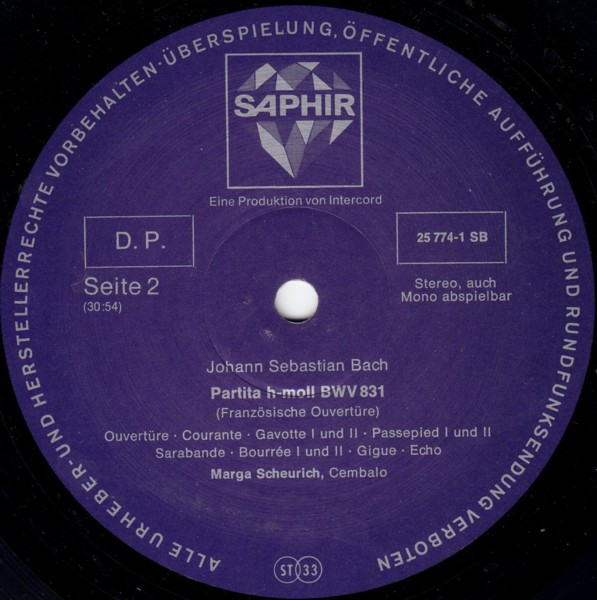 ALLE URHEBER- UND HERSTELLERRECHTE VORBEHALTEN · ÜBERSPIELUNG, ÖFFENTLICHE AUFFÜHRUNG UND RUNDFUNKSENDUNG VERBOTEN
SAPHIR
Eine Produktion von Intercord
D. P.
25 774-1 SB
Seite 2
(30:54)
Stereo, auch
Mono abspielbar
Johann Sebastian Bach
Partita h-moll BWV 831
(Französische Ouvertüre)
Ouvertüre · Courante · Gavotte I und II · Passepied I und II
Sarabande · Bourrée I und II · Gigue · Echo
Marga Scheurich, Cembalo
ST 33